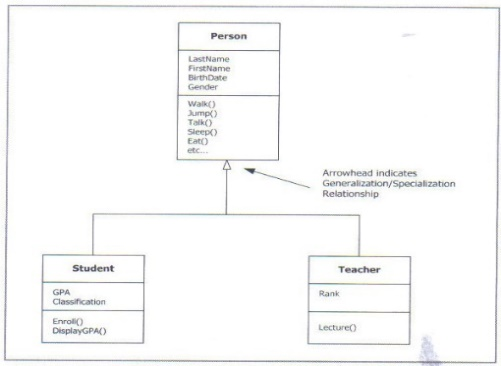 Person
LastName
FirstName
BirthDate
Gender
Walk()
Jump()
Talk()
Sleep()
Eat()
etc...
Arrowhead indicates
Generalization/Specialization
Relationship
Student
GPA
Classification
Enroll()
DisplayGPA()
Teacher
Rank
Lecture()